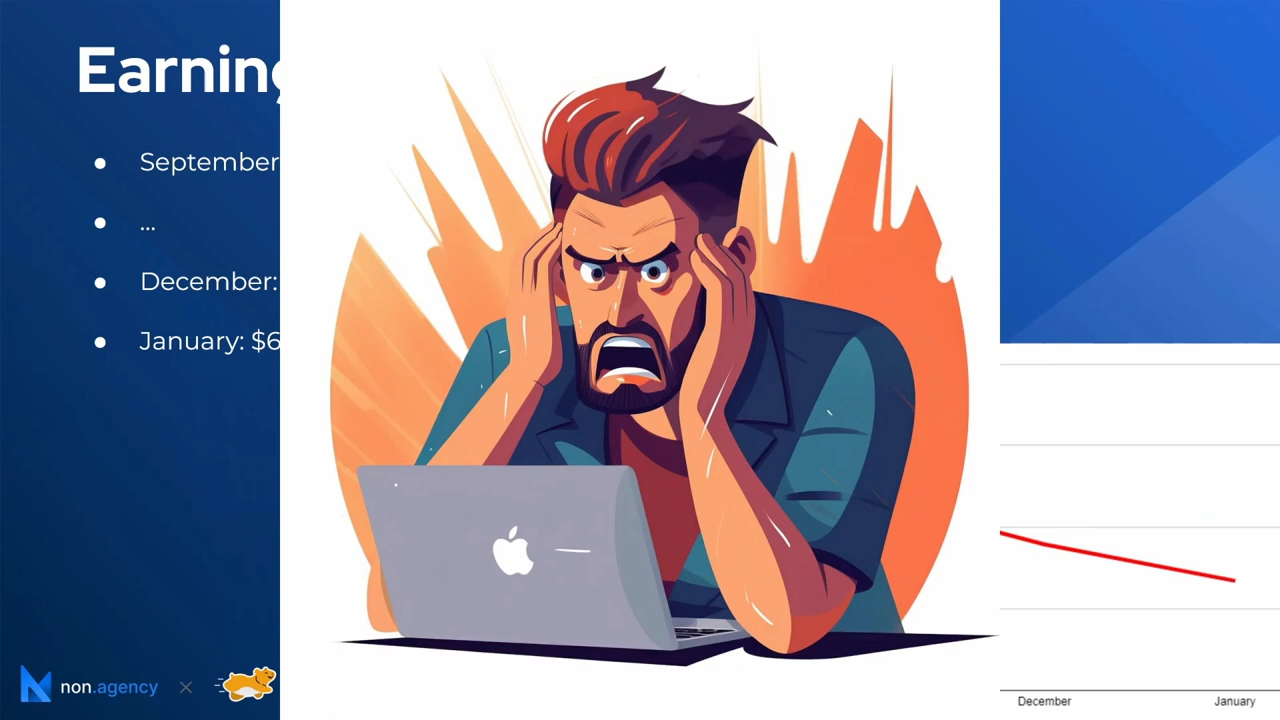 Earning
September
...
December:
January: $6
non.agency
December
January